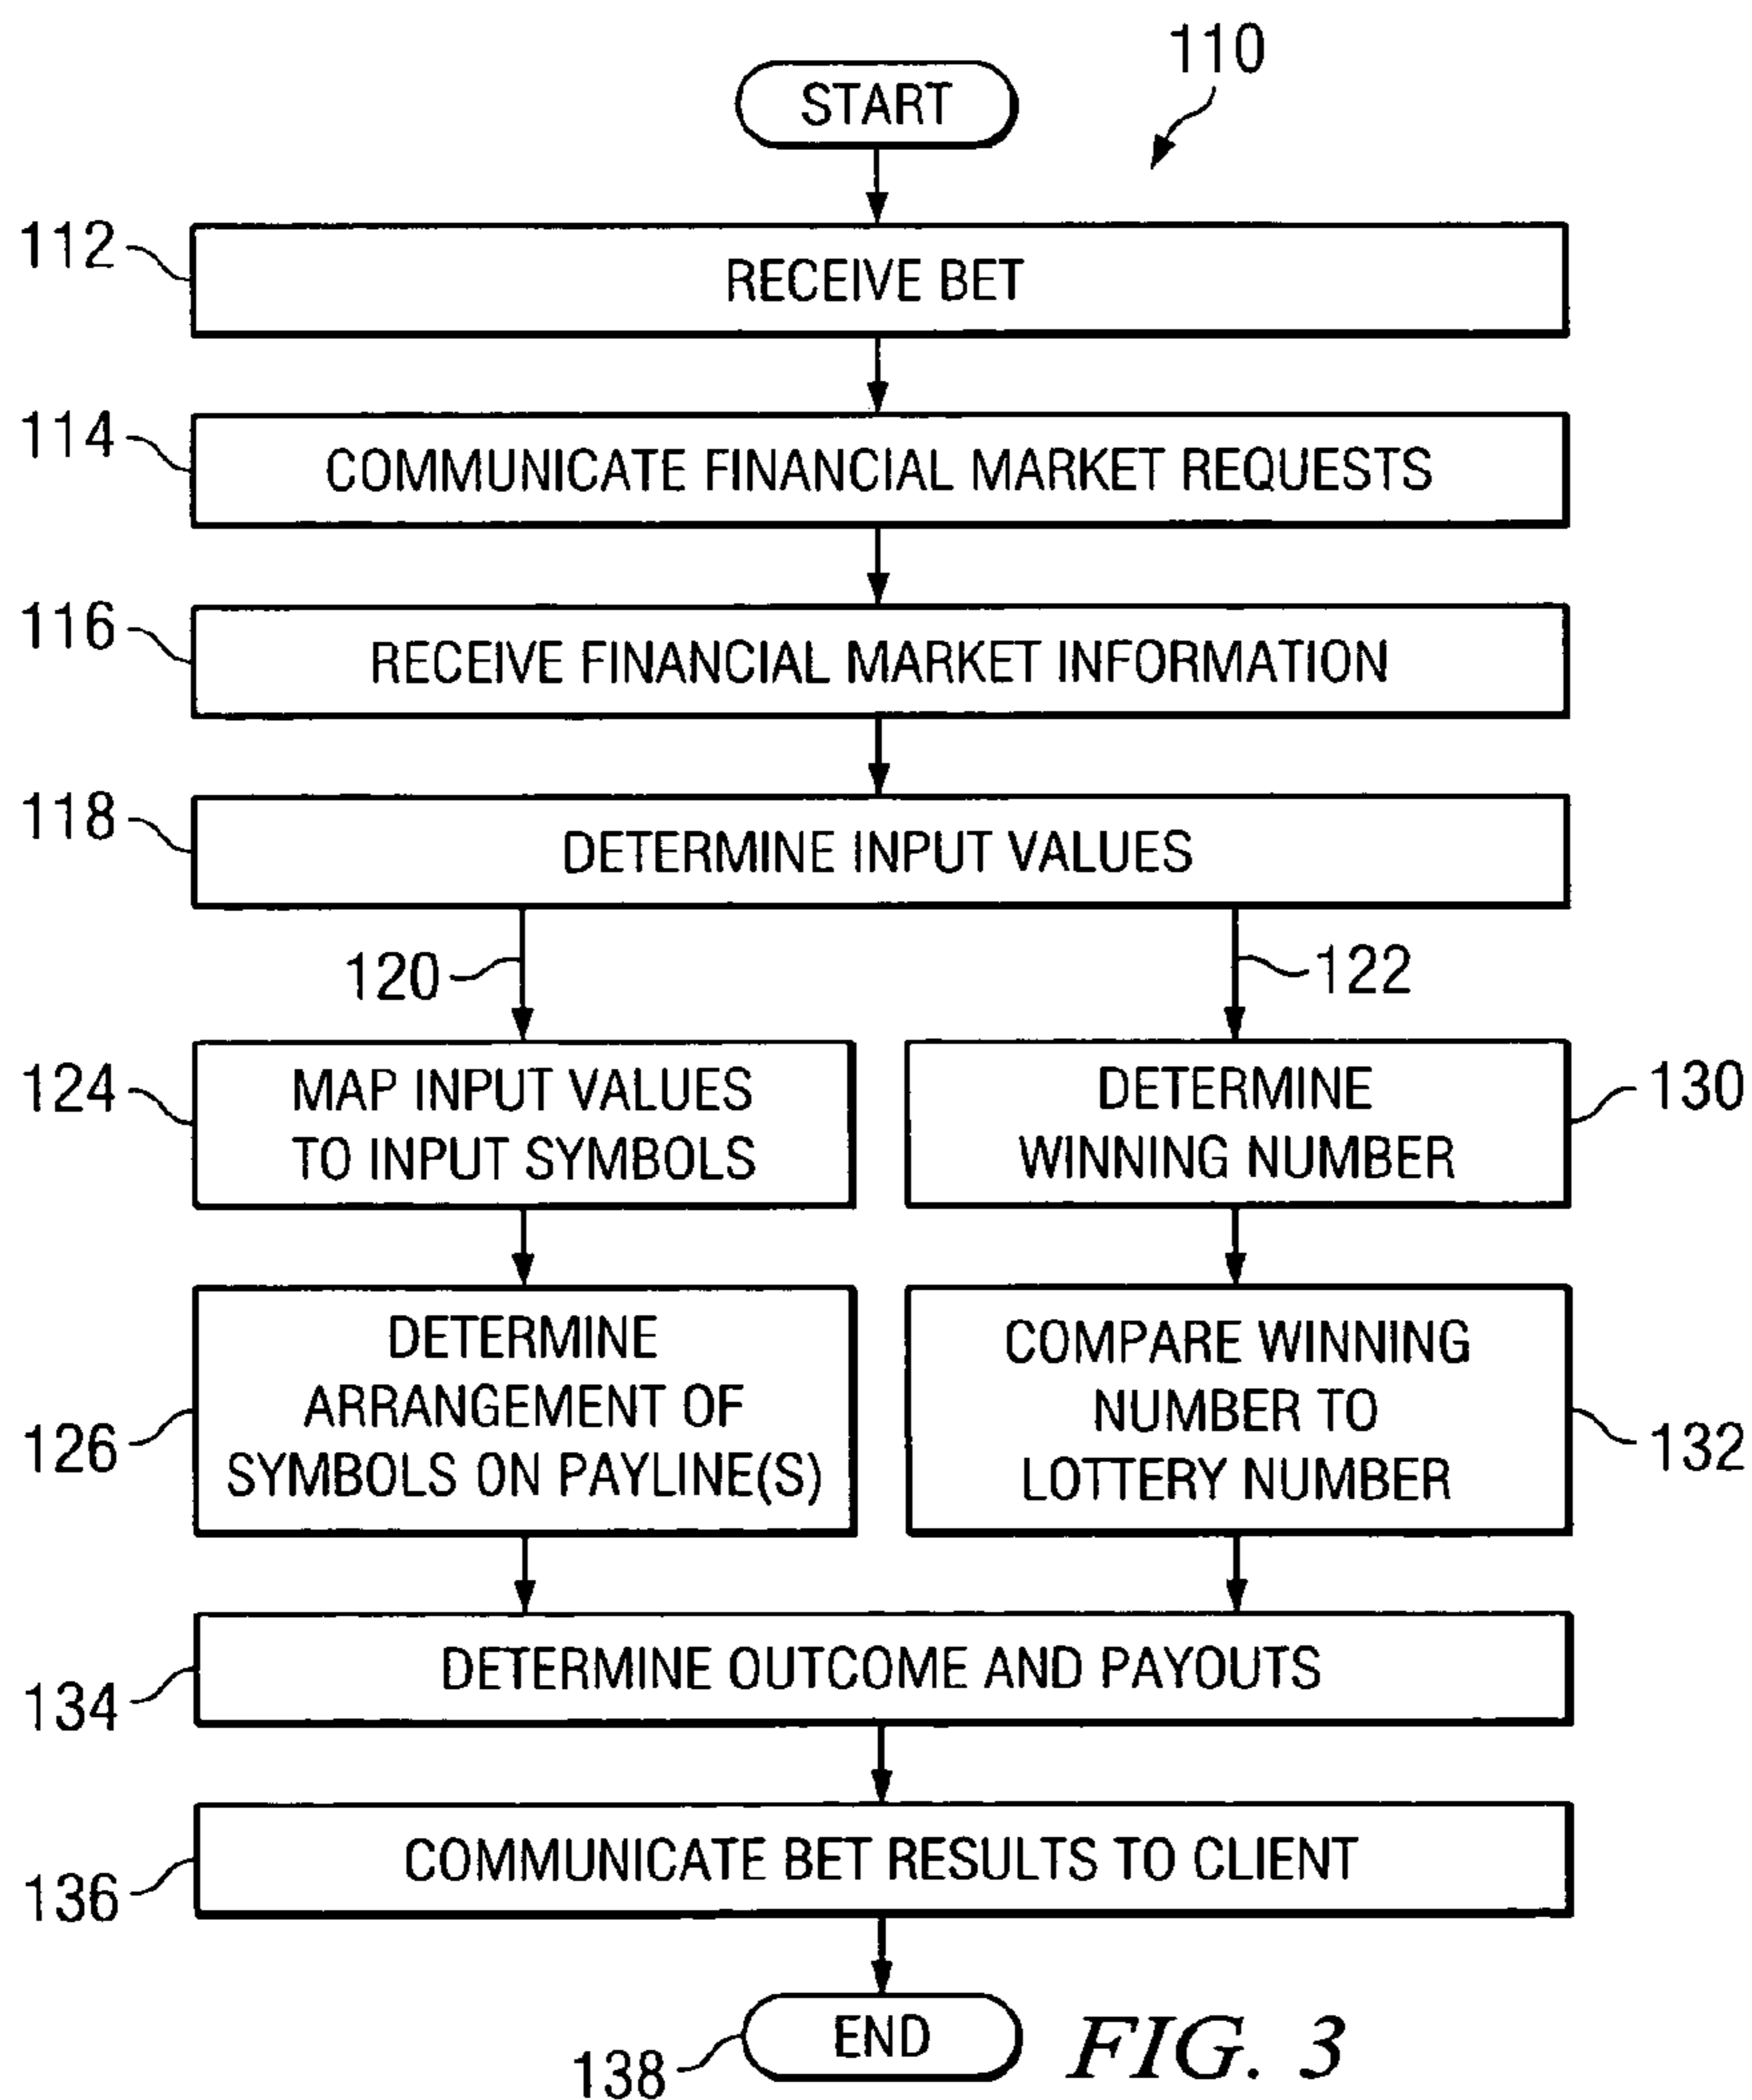 110
START
112
RECEIVE BET
114
COMMUNICATE FINANCIAL MARKET REQUESTS
116
RECEIVE FINANCIAL MARKET INFORMATION
118
DETERMINE INPUT VALUES
120
122
124
MAP INPUT VALUES
TO INPUT SYMBOLS
DETERMINE
WINNING NUMBER
130
126
DETERMINE
ARRANGEMENT OF
SYMBOLS ON PAYLINE(S)
COMPARE WINNING
NUMBER TO
LOTTERY NUMBER
132
134
DETERMINE OUTCOME AND PAYOUTS
136
COMMUNICATE BET RESULTS TO CLIENT
138
END
FIG. 3